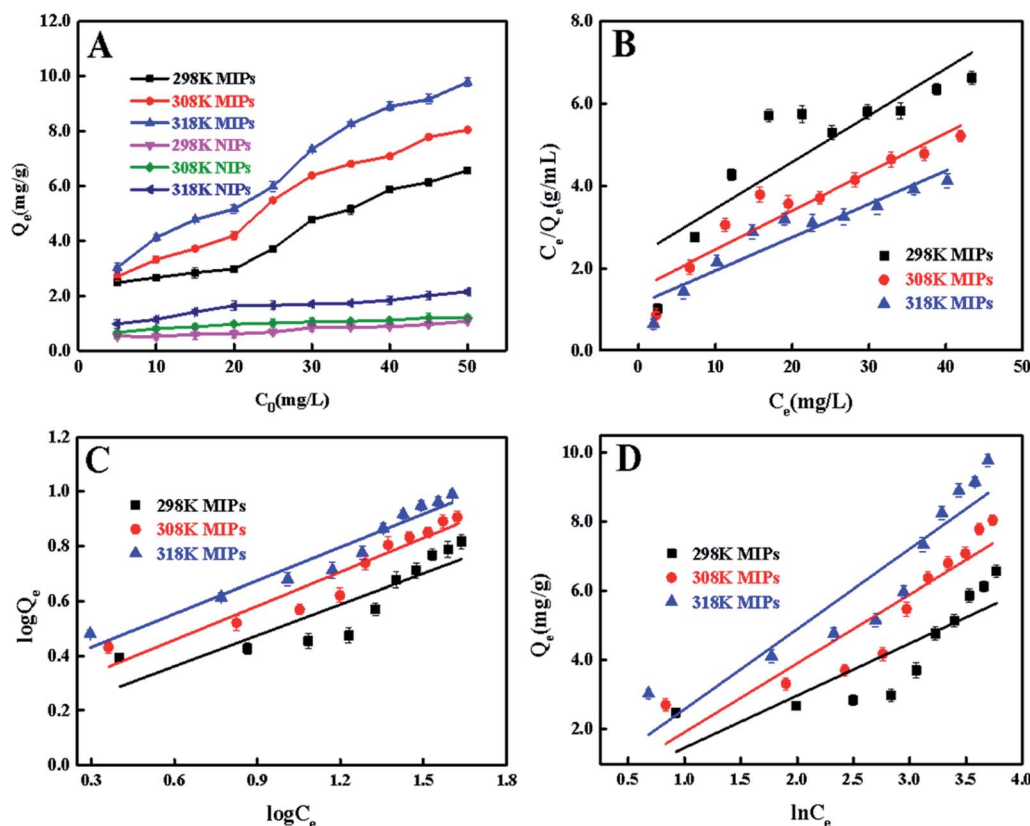 A
12.0
10.0
8.0
6.0
4.0
2.0
0.0
Qe(mg/g)
298K MIPs
308K MIPs
318K MIPs
298K NIPs
308K NIPs
318K NIPs
0 10 20 30 40 50
C0(mg/L)
B
8.0
6.0
4.0
2.0
0.0
Ce/Qe(g/mL)
298K MIPs
308K MIPs
318K MIPs
0 10 20 30 40 50
Ce(mg/L)
C
1.2
1.0
0.8
0.6
0.4
0.2
0.0
logQe
298K MIPs
308K MIPs
318K MIPs
0.3 0.6 0.9 1.2 1.5 1.8
logCe
D
10.0
8.0
6.0
4.0
2.0
Qe(mg/g)
298K MIPs
308K MIPs
318K MIPs
0.5 1.0 1.5 2.0 2.5 3.0 3.5 4.0
lnCe